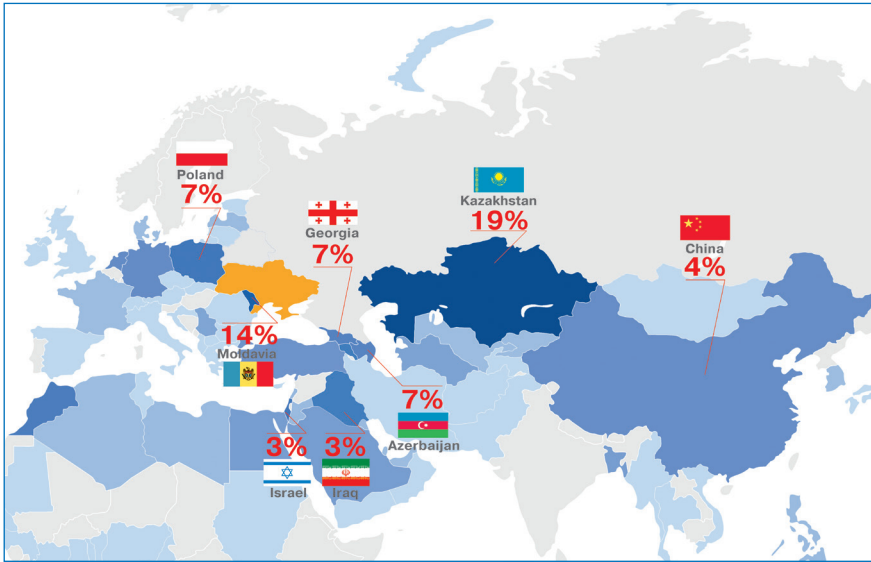 Poland
7%
Georgia
7%
Kazakhstan
19%
China
4%
14%
Moldavia
7%
Azerbaijan
3%
Israel
3%
Iraq